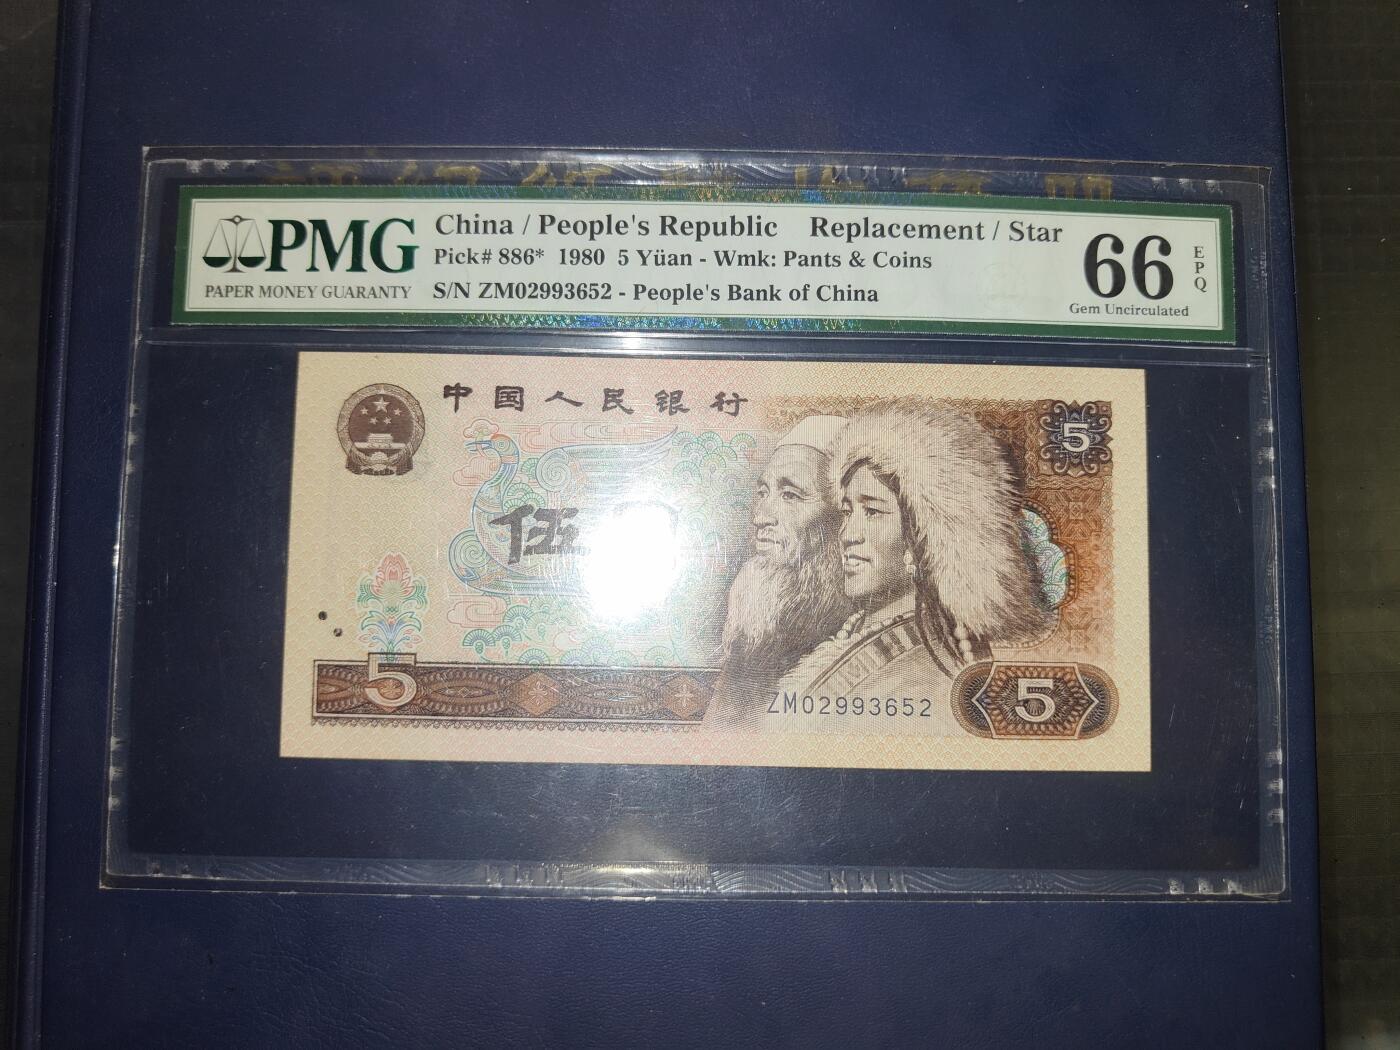 PMG
PAPER MONEY GUARANTY
China / People's Republic Replacement / Star
Pick# 886* 1980 5 Yüan - Wmk: Pants & Coins
S/N ZM02993652 - People's Bank of China
66
EPQ
Gem Uncirculated
中国人民银行
5
伍
5
ZM02993652
5